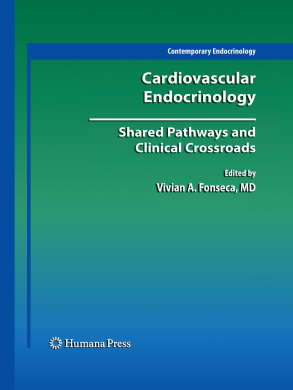 Contemporary Endocrinology
Cardiovascular
Endocrinology
Shared Pathways and
Clinical Crossroads
Edited by
Vivian A. Fonseca, MD
Humana Press